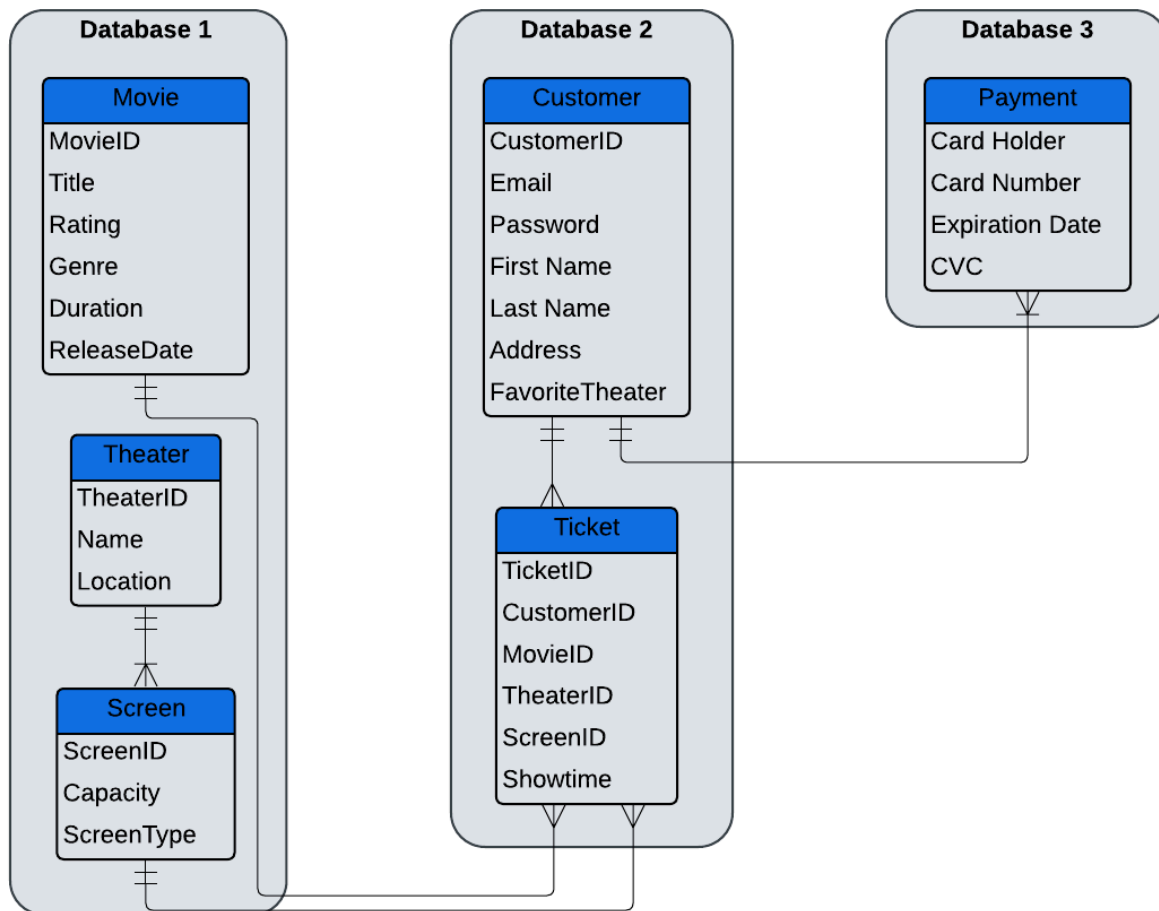 Database 1
Movie
MovieID
Title
Rating
Genre
Duration
ReleaseDate
Theater
TheaterID
Name
Location
Screen
ScreenID
Capacity
ScreenType
Database 2
Customer
CustomerID
Email
Password
First Name
Last Name
Address
FavoriteTheater
Ticket
TicketID
CustomerID
MovieID
TheaterID
ScreenID
Showtime
Database 3
Payment
Card Holder
Card Number
Expiration Date
CVC